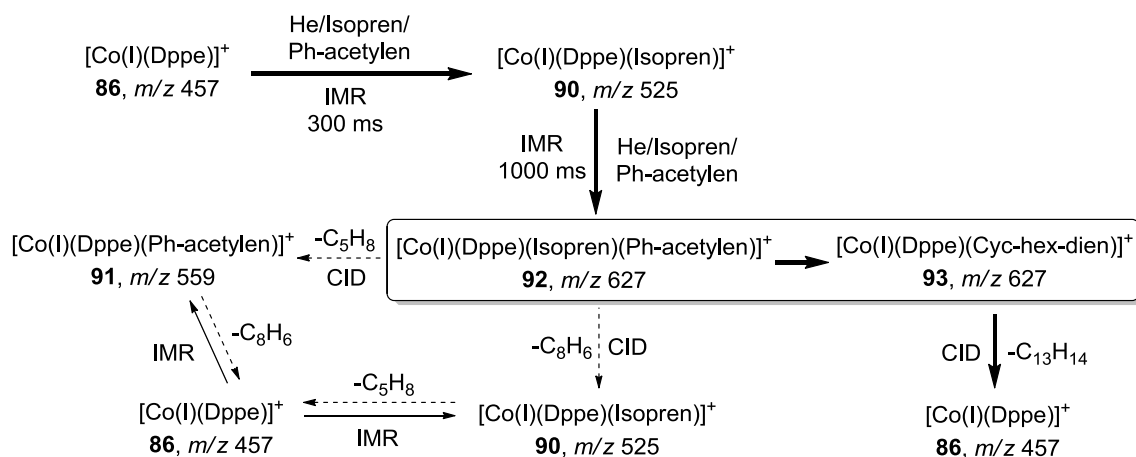 He/Isopren/
Ph-acetylen
[Co(I)(Dppe)]⁺
86, m/z 457
IMR
300 ms
[Co(I)(Dppe)(Isopren)]⁺
90, m/z 525
IMR
1000 ms
He/Isopren/
Ph-acetylen
[Co(I)(Dppe)(Ph-acetylen)]⁺
91, m/z 559
-C₅H₈
CID
[Co(I)(Dppe)(Isopren)(Ph-acetylen)]⁺
92, m/z 627
[Co(I)(Dppe)(Cyc-hex-dien)]⁺
93, m/z 627
-C₈H₆
IMR
-C₈H₆
CID
CID
-C₁₃H₁₄
[Co(I)(Dppe)]⁺
86, m/z 457
-C₅H₈
IMR
[Co(I)(Dppe)(Isopren)]⁺
90, m/z 525
[Co(I)(Dppe)]⁺
86, m/z 457